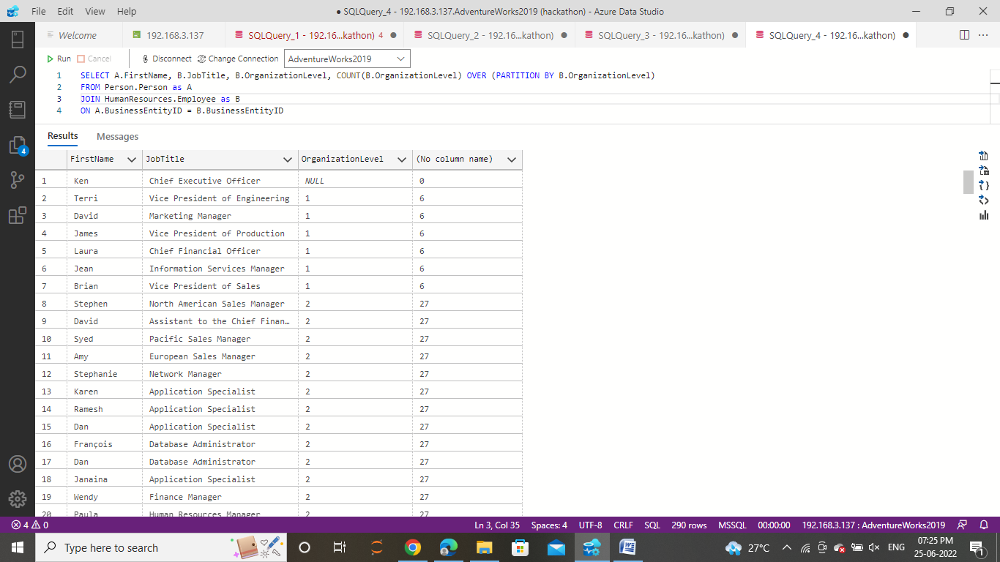 File Edit View Help
● SQLQuery_4 - 192.168.3.137.AdventureWorks2019 (hackathon) - Azure Data Studio
Welcome 192.168.3.137 SQLQuery_1 - 192.16...kathon) 4 SQLQuery_2 - 192.16...kathon) SQLQuery_3 - 192.16...kathon) SQLQuery_4 - 192.16...kathon)
Run Cancel Disconnect Change Connection AdventureWorks2019
1 SELECT A.FirstName, B.JobTitle, B.OrganizationLevel, COUNT(B.OrganizationLevel) OVER (PARTITION BY B.OrganizationLevel)
2 FROM Person.Person as A
3 JOIN HumanResources.Employee as B
4 ON A.BusinessEntityID = B.BusinessEntityID
4
Results Messages
FirstName JobTitle OrganizationLevel (No column name)
1 Ken Chief Executive Officer NULL 0
2 Terri Vice President of Engineering 1 6
3 David Marketing Manager 1 6
4 James Vice President of Production 1 6
5 Laura Chief Financial Officer 1 6
6 Jean Information Services Manager 1 6
7 Brian Vice President of Sales 1 6
8 Stephen North American Sales Manager 2 27
9 David Assistant to the Chief Finan... 2 27
10 Syed Pacific Sales Manager 2 27
11 Amy European Sales Manager 2 27
12 Stephanie Network Manager 2 27
13 Karen Application Specialist 2 27
14 Ramesh Application Specialist 2 27
15 Dan Application Specialist 2 27
16 François Database Administrator 2 27
17 Dan Database Administrator 2 27
18 Janaina Application Specialist 2 27
19 Wendy Finance Manager 2 27
20 Paula Human Resources Manager 2 27
4 0 Ln 3, Col 35 Spaces: 4 UTF-8 CRLF SQL 290 rows MSSQL 00:00:00 192.168.3.137 : AdventureWorks2019
Type here to search 27°C ENG 07:25 PM
25-06-2022 1